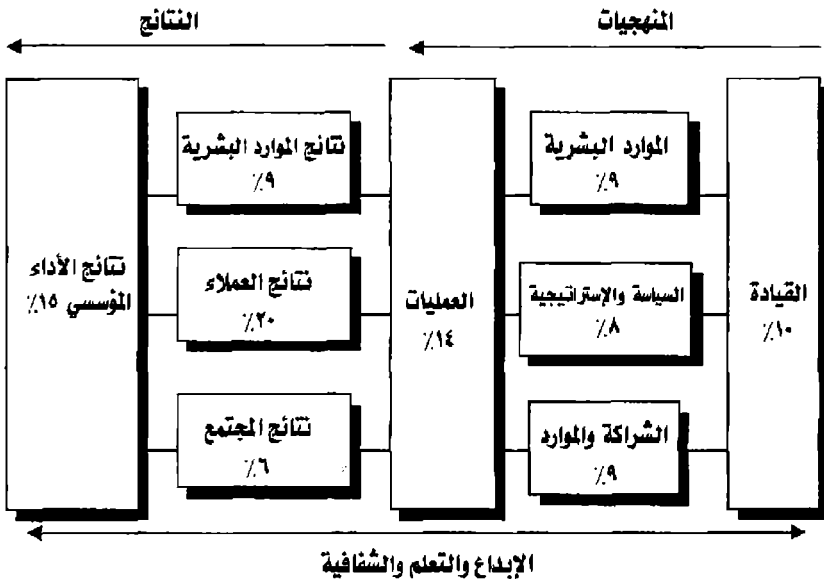 المنهجيات
النتائج
القيادة
٪١٠
الموارد البشرية
٪٩
السياسة والإستراتيجية
٪٨
الشراكة والموارد
٪٩
العمليات
٪١٤
نتائج الموارد البشرية
٪٩
نتائج العملاء
٪٢٠
نتائج المجتمع
٪٦
نتائج الأداء
المؤسسي ١٥٪
الإبداع والتعلم والشفافية